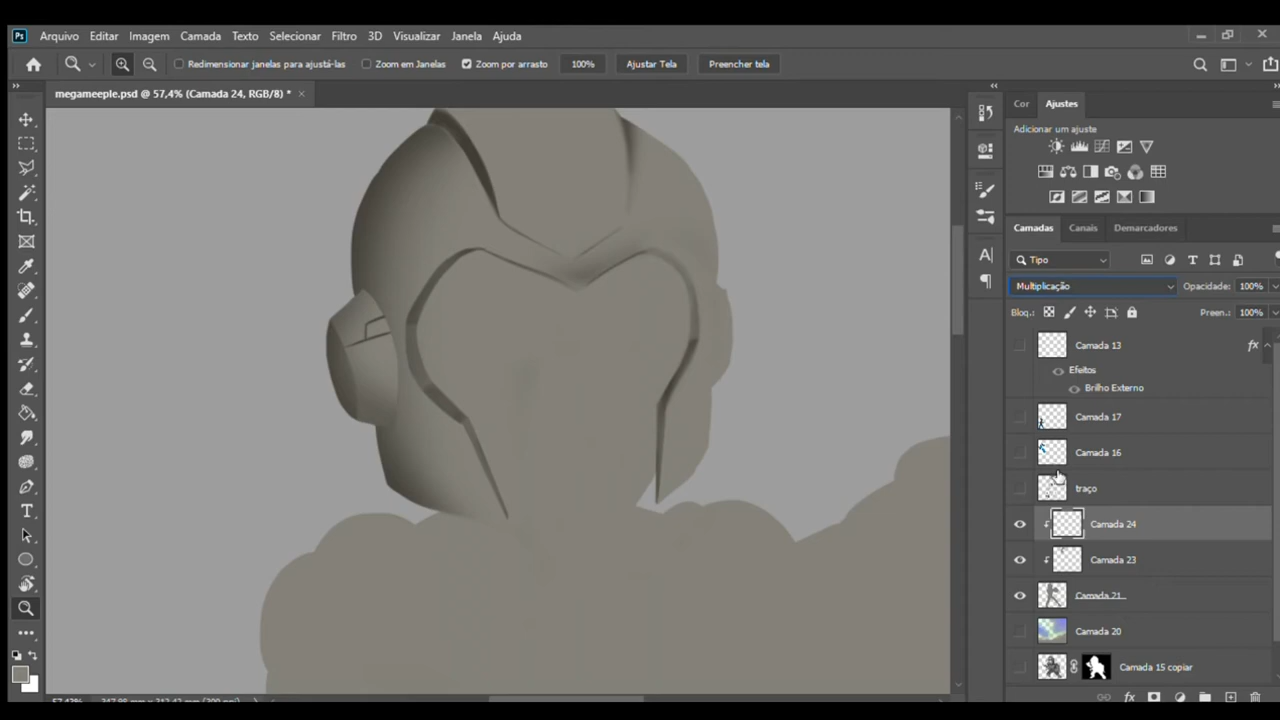 Ps Arquivo Editar Imagem Camada Texto Selecionar Filtro 3D Visualizar Janela Ajuda
Redimensionar janelas para ajustá-las Zoom em Janelas Zoom por arrasto 100% Ajustar Tela Preencher tela
megameeple.psd @ 57,4% (Camada 24, RGB/8) *
Cor Ajustes
Adicionar um ajuste
Camadas Canais Demarcadores
Tipo
Multiplicação Opacidade: 100%
Bloq.: Preen.: 100%
Camada 13 fx
Efeitos
Brilho Externo
Camada 17
Camada 16
traço
Camada 24
Camada 23
Camada 21
Camada 20
Camada 15 copiar
fx